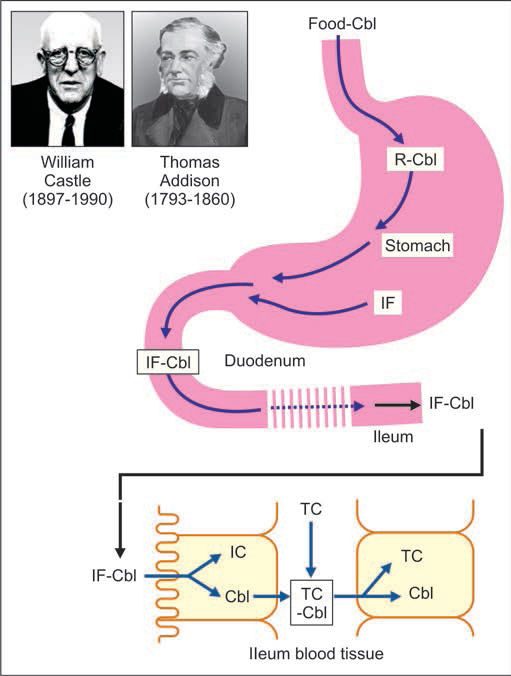 Food-Cbl
William
Castle
(1897-1990)
Thomas
Addison
(1793-1860)
R-Cbl
Stomach
IF
IF-Cbl
Duodenum
IF-Cbl
Ileum
TC
IC
TC
IF-Cbl
Cbl
TC
-Cbl
Cbl
Ileum blood tissue